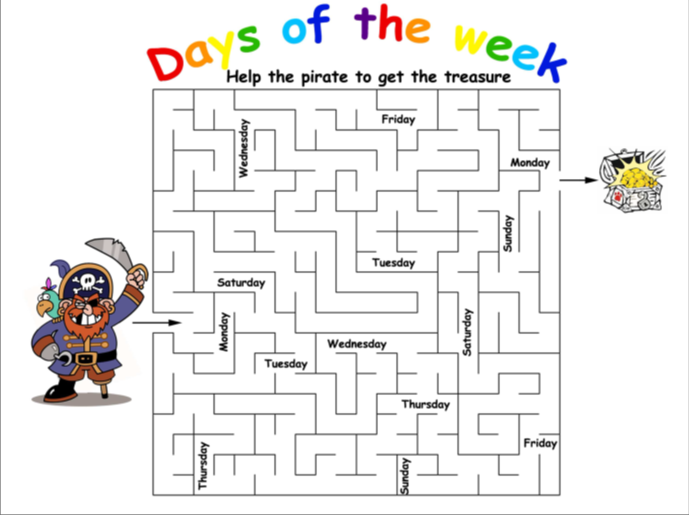 Days of the week
Help the pirate to get the treasure
Friday
Wednesday
Monday
Sunday
Tuesday
Saturday
Monday
Saturday
Wednesday
Tuesday
Thursday
Friday
Thursday
Sunday